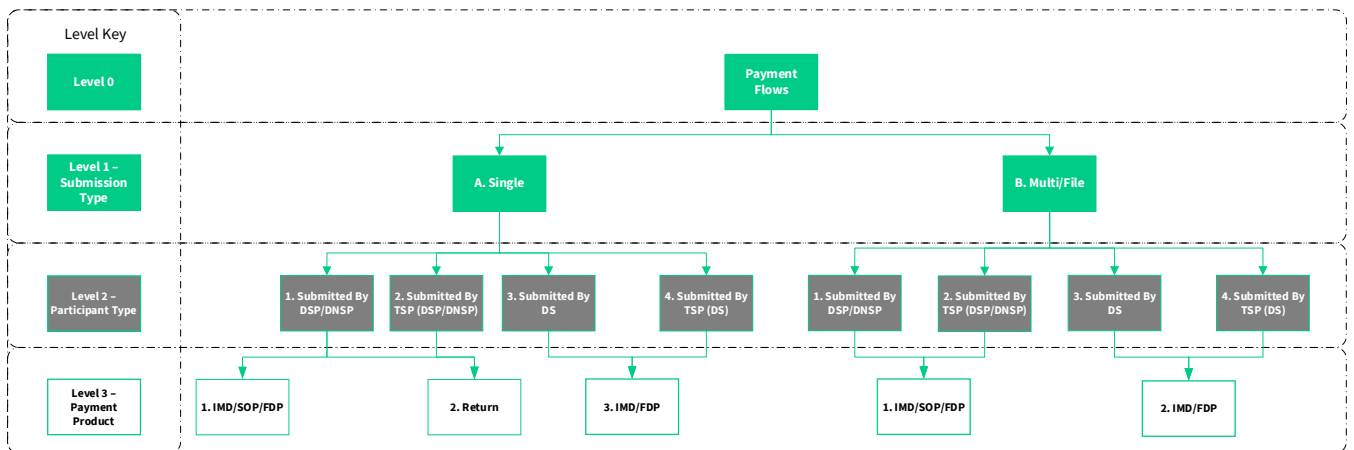 Level Key
Level 0
Payment
Flows
Level 1 –
Submission
Type
A. Single
B. Multi/File
Level 2 –
Participant Type
1. Submitted By
DSP/DNSP
2. Submitted By
TSP (DSP/DNSP)
3. Submitted By
DS
4. Submitted By
TSP (DS)
1. Submitted By
DSP/DNSP
2. Submitted By
TSP (DSP/DNSP)
3. Submitted By
DS
4. Submitted By
TSP (DS)
Level 3 –
Payment
Product
1. IMD/SOP/FDP
2. Return
3. IMD/FDP
1. IMD/SOP/FDP
2. IMD/FDP